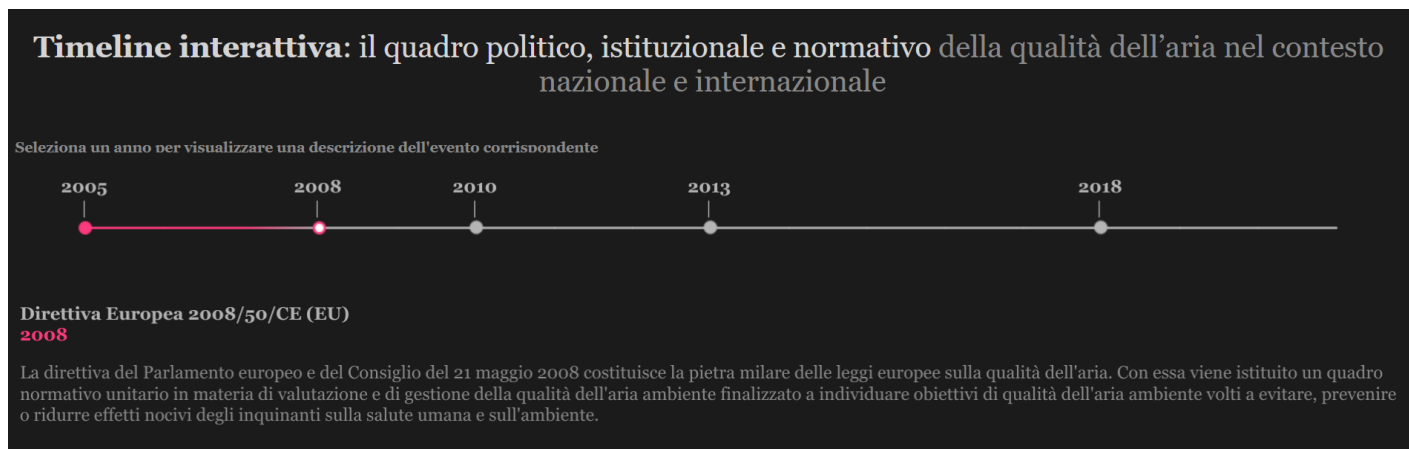 Timeline interattiva: il quadro politico, istituzionale e normativo della qualità dell’aria nel contesto
nazionale e internazionale
Seleziona un anno per visualizzare una descrizione dell'evento corrispondente
2005 2008 2010 2013 2018
Direttiva Europea 2008/50/CE (EU)
2008
La direttiva del Parlamento europeo e del Consiglio del 21 maggio 2008 costituisce la pietra milare delle leggi europee sulla qualità dell'aria. Con essa viene istituito un quadro
normativo unitario in materia di valutazione e di gestione della qualità dell'aria ambiente finalizzato a individuare obiettivi di qualità dell'aria ambiente volti a evitare, prevenire
o ridurre effetti nocivi degli inquinanti sulla salute umana e sull'ambiente.